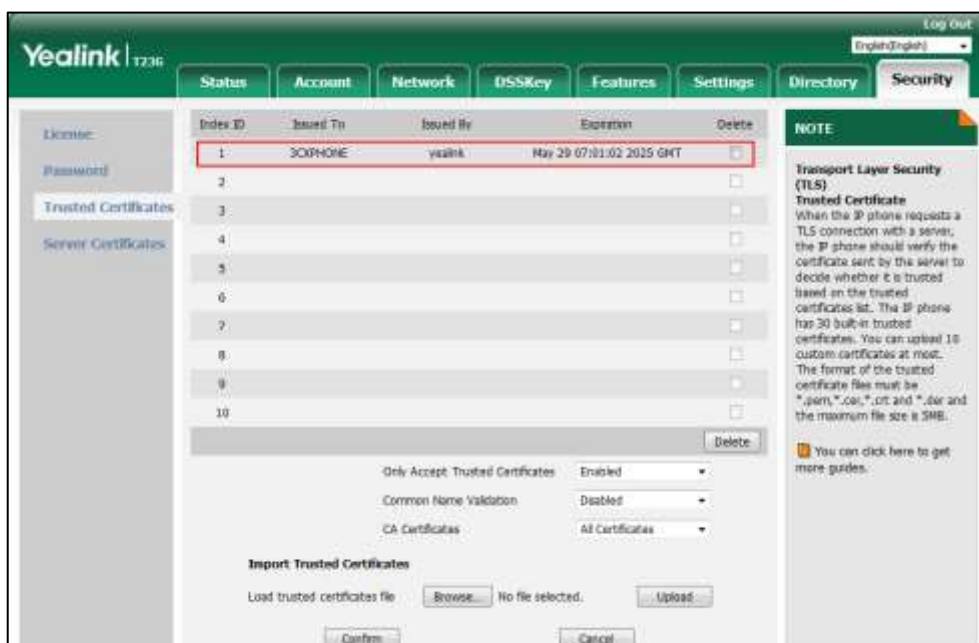 Log Out
Yealink T23G
English(English)
Status Account Network DSSKey Features Settings Directory Security
License
Password
Trusted Certificates
Server Certificates
Index ID Issued To Issued By Expiration Delete
1 3CXPHONE yealink May 29 07:01:02 2025 GMT
2
3
4
5
6
7
8
9
10
Delete
Only Accept Trusted Certificates Enabled
Common Name Validation Disabled
CA Certificates All Certificates
Import Trusted Certificates
Load trusted certificates file Browse... No file selected. Upload
Confirm Cancel
NOTE
Transport Layer Security
(TLS)
Trusted Certificate
When the IP phone requests a
TLS connection with a server,
the IP phone should verify the
certificate sent by the server to
decide whether it is trusted
based on the trusted
certificates list. The IP phone
has 30 built-in trusted
certificates. You can upload 10
custom certificates at most.
The format of the trusted
certificate files must be
*.pem,*.cer,*.crt and *.der and
the maximum file size is 5MB.
You can click here to get
more guides.